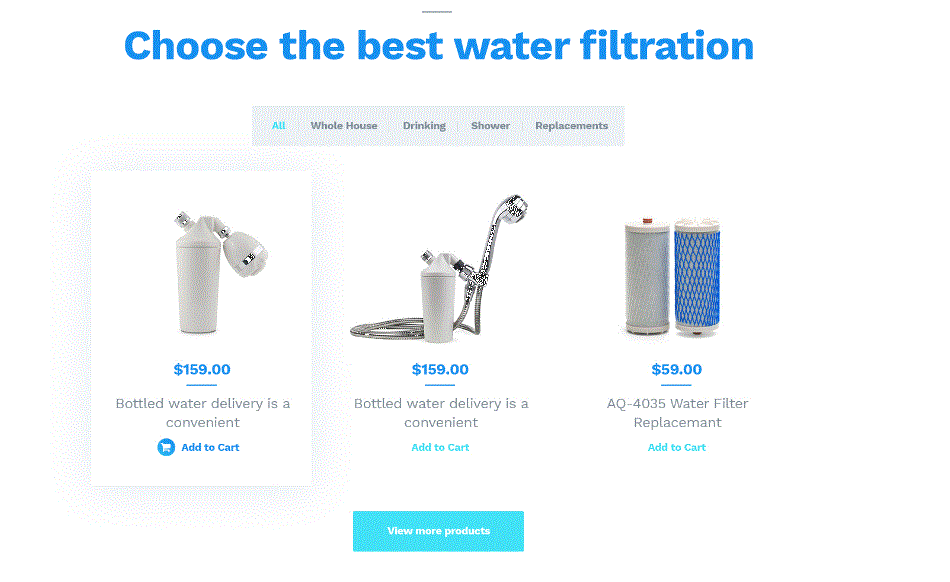 Choose the best water filtration
All Whole House Drinking Shower Replacements
$159.00
Bottled water delivery is a
convenient
Add to Cart
$159.00
Bottled water delivery is a
convenient
Add to Cart
$59.00
AQ-4035 Water Filter
Replacemant
Add to Cart
View more products